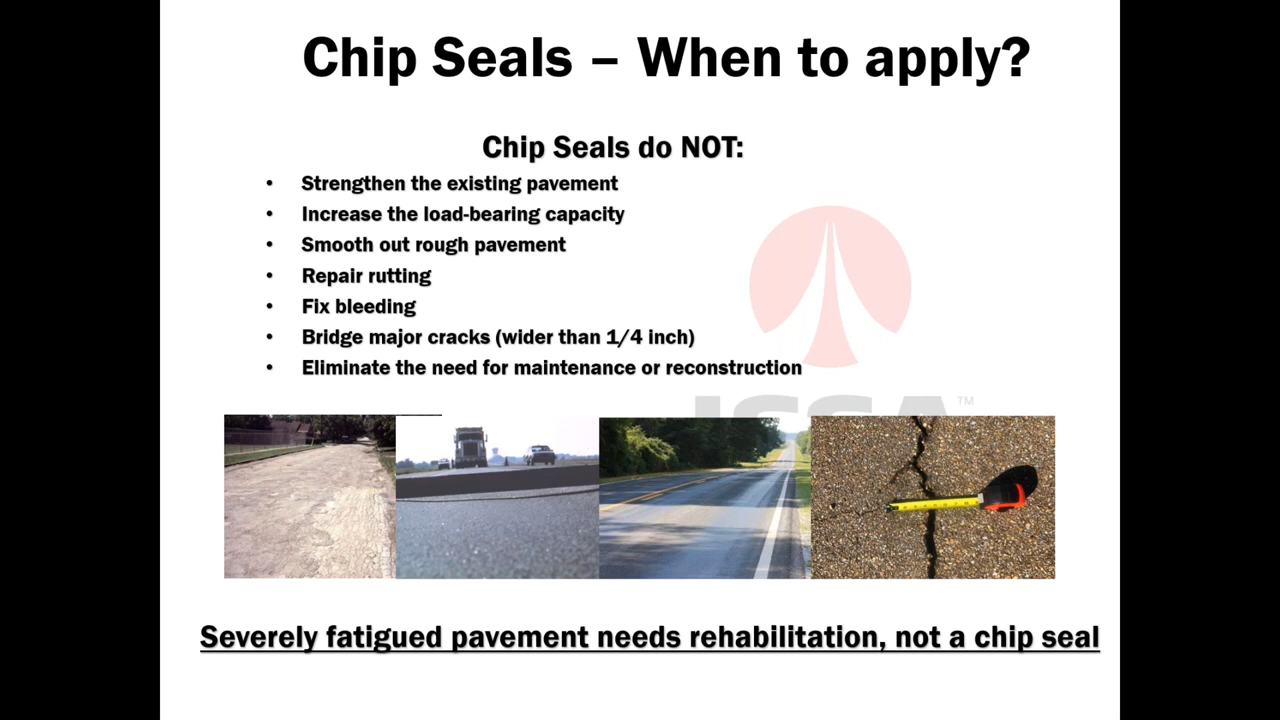 Chip Seals – When to apply?
Chip Seals do NOT:
• Strengthen the existing pavement
• Increase the load-bearing capacity
• Smooth out rough pavement
• Repair rutting
• Fix bleeding
• Bridge major cracks (wider than 1/4 inch)
• Eliminate the need for maintenance or reconstruction
ISSA™
Severely fatigued pavement needs rehabilitation, not a chip seal